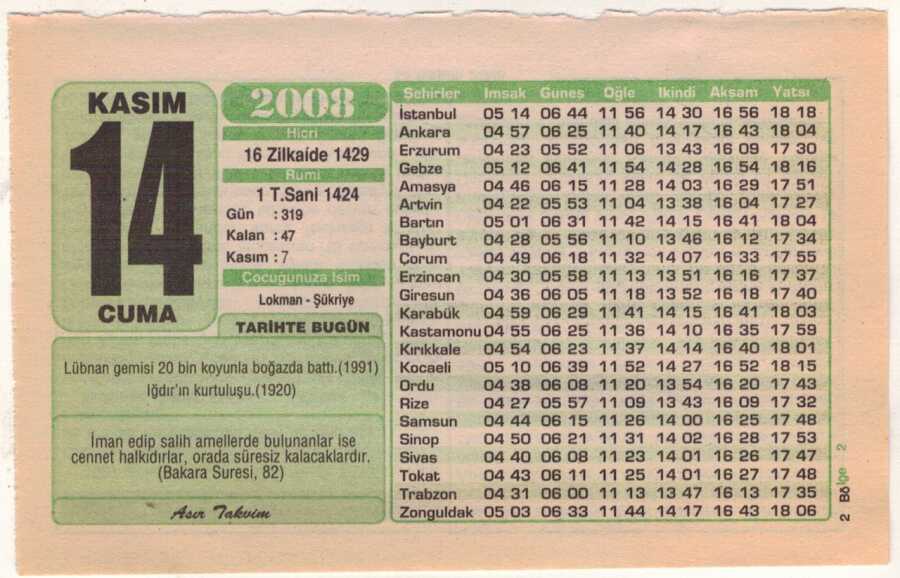 KASIM
14
CUMA
2008
Hicri
16 Zilkaide 1429
Rumi
1 T.Sani 1424
Gün : 319
Kalan : 47
Kasım : 7
Çocuğunuza İsim
Lokman - Şükriye
TARİHTE BUGÜN
Lübnan gemisi 20 bin koyunla boğazda battı.(1991)
Iğdır'ın kurtuluşu.(1920)
İman edip salih amellerde bulunanlar ise
cennet halkıdırlar, orada süresiz kalacaklardır.
(Bakara Suresi, 82)
Asır Takvim
Şehirler İmsak Güneş Öğle İkindi Akşam Yatsı
İstanbul 05 14 06 44 11 56 14 30 16 56 18 18
Ankara 04 57 06 25 11 40 14 17 16 43 18 04
Erzurum 04 23 05 52 11 06 13 43 16 09 17 30
Gebze 05 12 06 41 11 54 14 28 16 54 18 16
Amasya 04 46 06 15 11 28 14 03 16 29 17 51
Artvin 04 22 05 53 11 04 13 38 16 04 17 27
Bartın 05 01 06 31 11 42 14 15 16 41 18 04
Bayburt 04 28 05 56 11 10 13 46 16 12 17 34
Çorum 04 49 06 18 11 32 14 07 16 33 17 55
Erzincan 04 30 05 58 11 13 13 51 16 16 17 37
Giresun 04 36 06 05 11 18 13 52 16 18 17 40
Karabük 04 59 06 29 11 41 14 15 16 41 18 03
Kastamonu 04 55 06 25 11 36 14 10 16 35 17 59
Kırıkkale 04 54 06 23 11 37 14 14 16 40 18 01
Kocaeli 05 10 06 39 11 52 14 27 16 52 18 15
Ordu 04 38 06 08 11 20 13 54 16 20 17 43
Rize 04 27 05 57 11 09 13 43 16 09 17 32
Samsun 04 44 06 15 11 26 14 00 16 25 17 48
Sinop 04 50 06 21 11 31 14 02 16 28 17 53
Sivas 04 40 06 08 11 23 14 01 16 26 17 47
Tokat 04 43 06 11 11 25 14 01 16 27 17 48
Trabzon 04 31 06 00 11 13 13 47 16 13 17 35
Zonguldak 05 03 06 33 11 44 14 17 16 43 18 06
2 Bölge 2